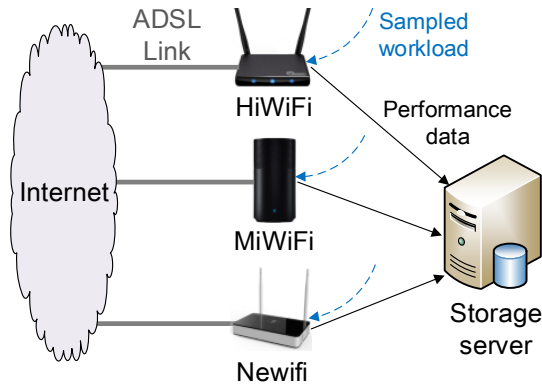 ADSL
Link
Sampled
workload
HiWiFi
Performance
data
Internet
MiWiFi
Storage
server
Newifi